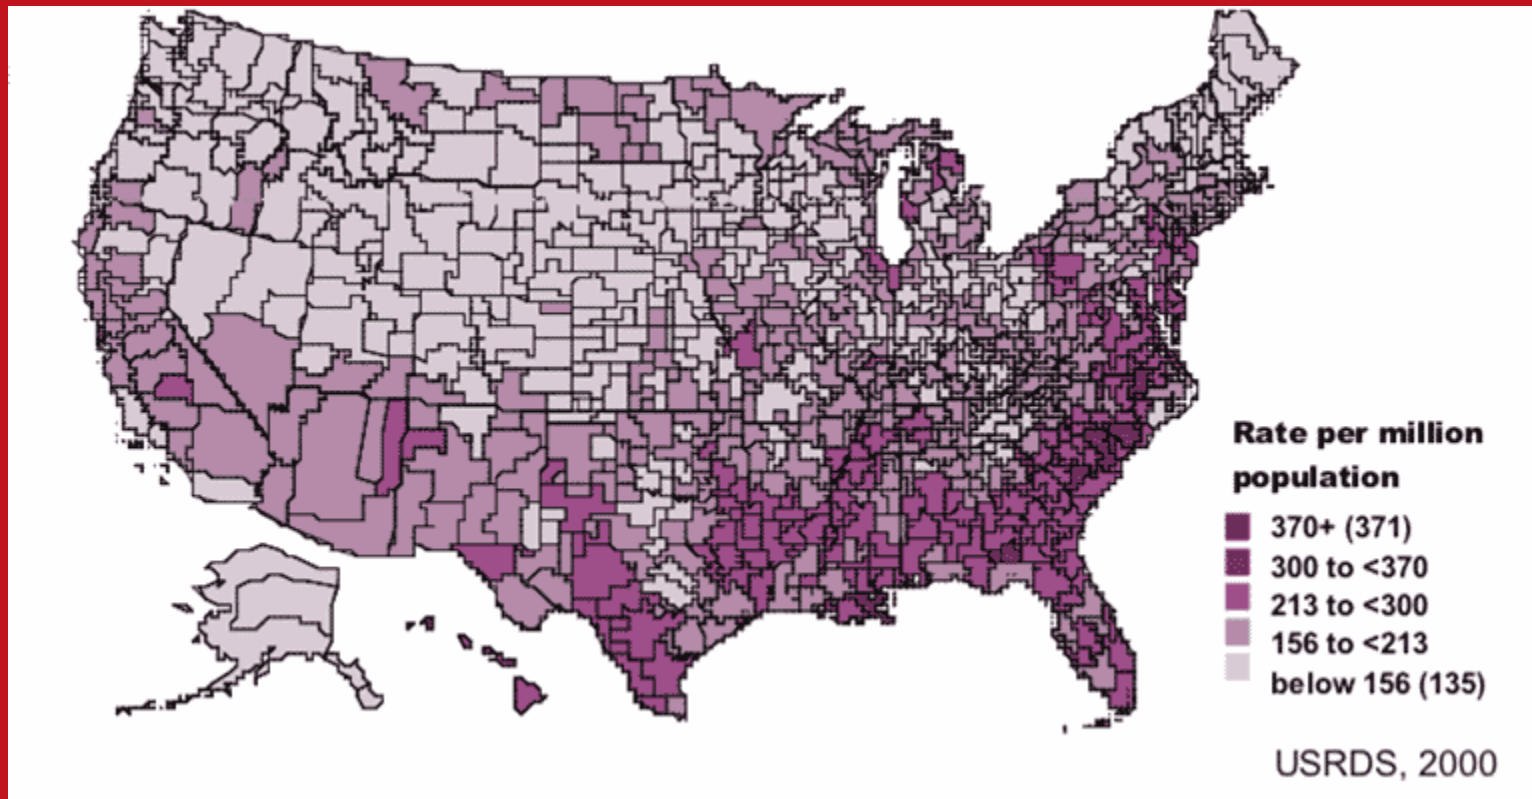 Rate per million
population
370+ (371)
300 to <370
213 to <300
156 to <213
below 156 (135)
USRDS, 2000